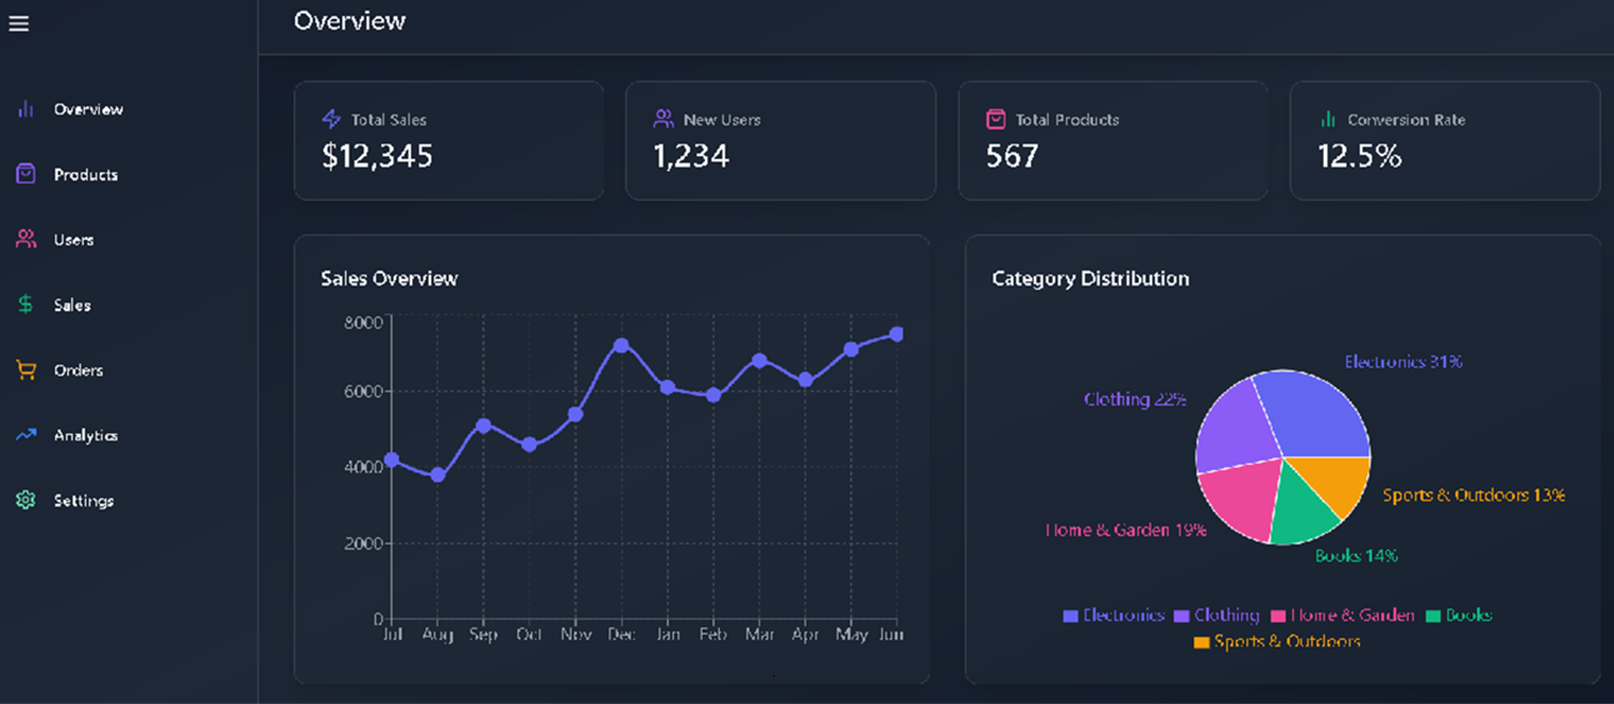 Overview
Overview
Products
Users
Sales
Orders
Analytics
Settings
Total Sales
$12,345
New Users
1,234
Total Products
567
Conversion Rate
12.5%
Sales Overview
8000
6000
4000
2000
0
Jul Aug Sep Oct Nov Dec Jan Feb Mar Apr May Jun
Category Distribution
Electronics 31%
Clothing 22%
Sports & Outdoors 13%
Home & Garden 19%
Books 14%
Electronics Clothing Home & Garden Books
Sports & Outdoors